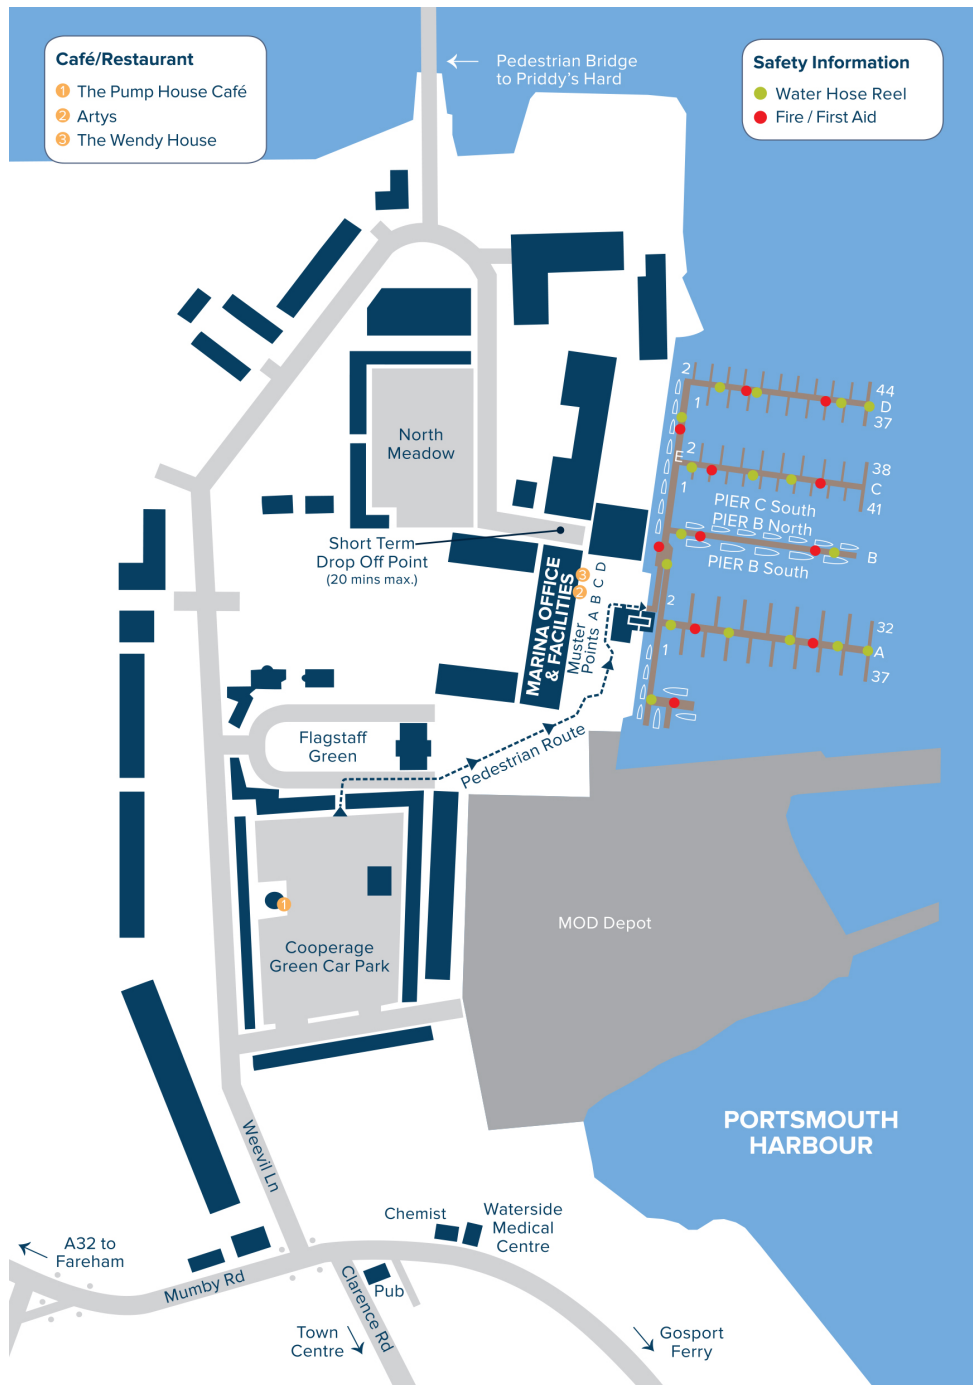 Café/Restaurant
1 The Pump House Café
2 Artys
3 The Wendy House
Pedestrian Bridge
to Priddy's Hard
Safety Information
Water Hose Reel
Fire / First Aid
North
Meadow
Short Term
Drop Off Point
(20 mins max.)
MARINA OFFICE
& FACILITIES
3
2
Muster
Points A B C D
2
1
44
D
37
E
2
1
38
C
41
PIER C South
PIER B North
B
PIER B South
2
1
32
A
37
Flagstaff
Green
Pedestrian Route
1
Cooperage
Green Car Park
MOD Depot
PORTSMOUTH
HARBOUR
Weevil Ln
Chemist
Waterside
Medical
Centre
A32 to
Fareham
Mumby Rd
Clarence Rd
Pub
Town
Centre
Gosport
Ferry